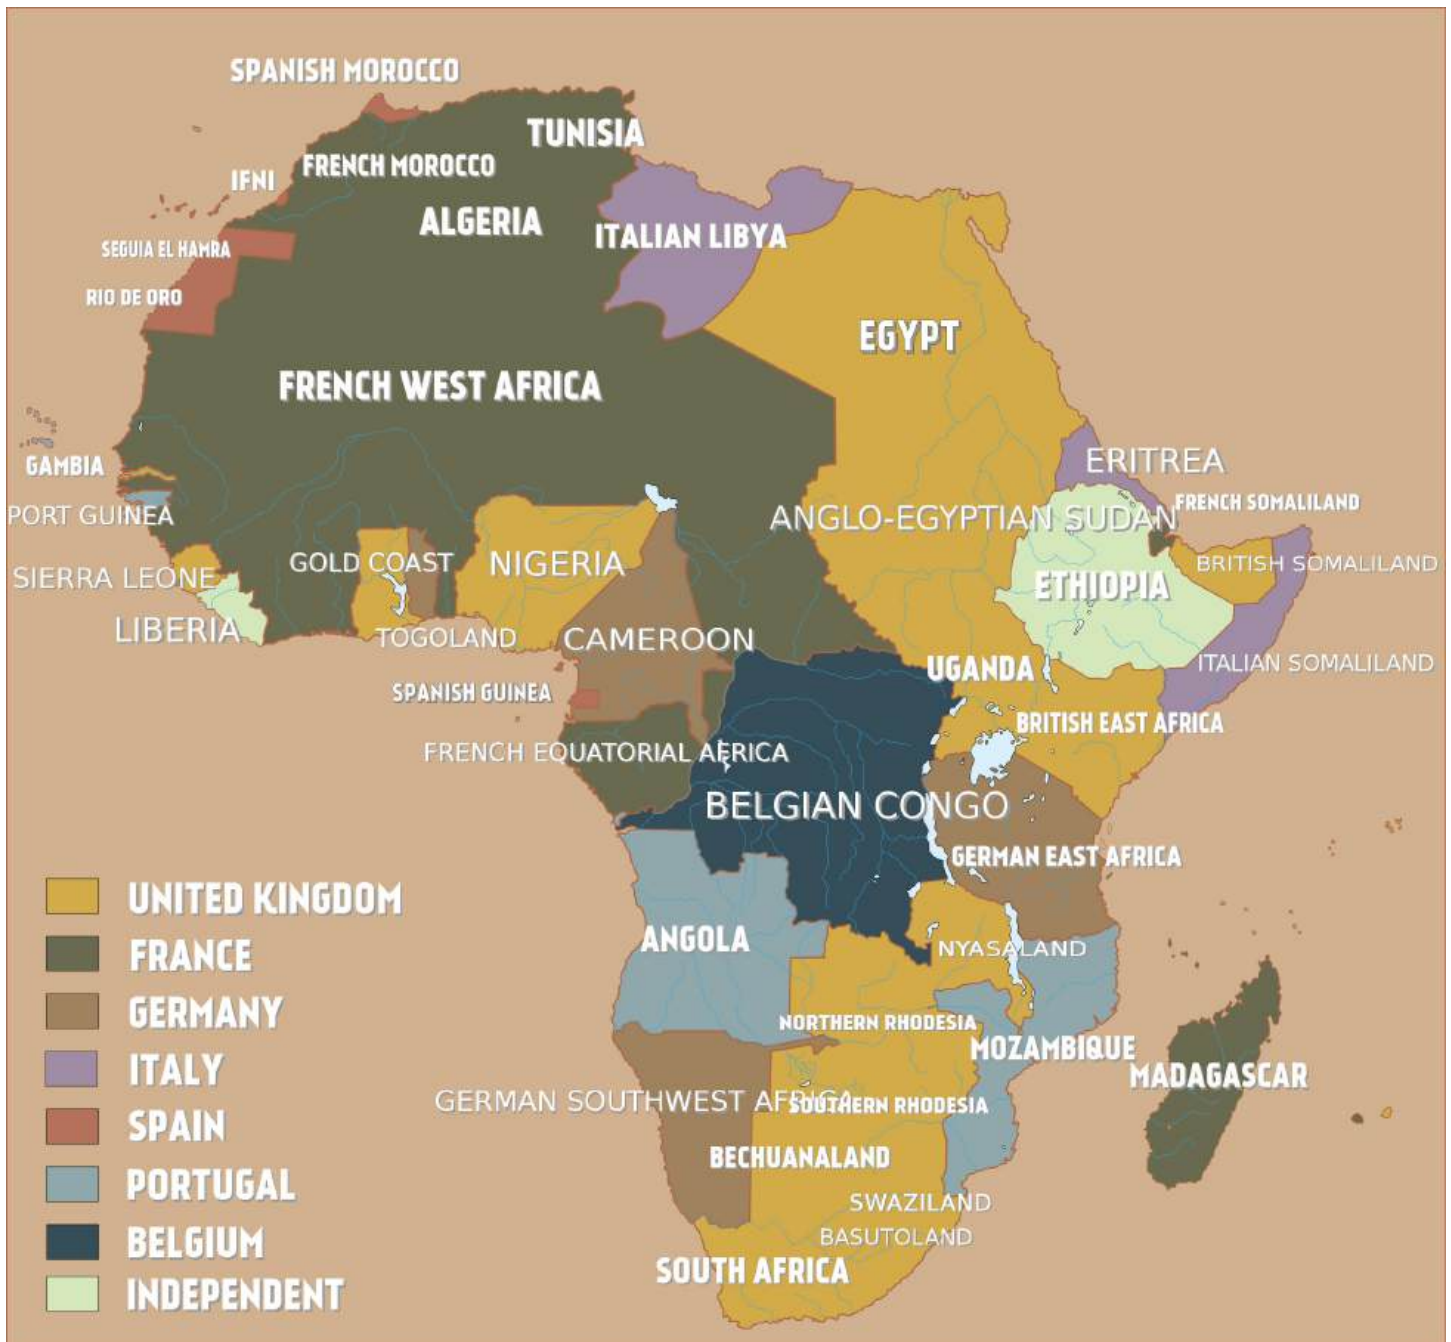 SPANISH MOROCCO
TUNISIA
FRENCH MOROCCO
IFNI
ALGERIA
ITALIAN LIBYA
SEGUIA EL HAMRA
RIO DE ORO
EGYPT
FRENCH WEST AFRICA
GAMBIA
ERITREA
FRENCH SOMALILAND
PORT GUINEA
ANGLO-EGYPTIAN SUDAN
GOLD COAST
NIGERIA
BRITISH SOMALILAND
SIERRA LEONE
ETHIOPIA
LIBERIA
TOGOLAND
CAMEROON
UGANDA
ITALIAN SOMALILAND
SPANISH GUINEA
BRITISH EAST AFRICA
FRENCH EQUATORIAL AFRICA
BELGIAN CONGO
GERMAN EAST AFRICA
ANGOLA
NYASALAND
NORTHERN RHODESIA
MOZAMBIQUE
MADAGASCAR
GERMAN SOUTHWEST AFRICA
SOUTHERN RHODESIA
BECHUANALAND
SWAZILAND
BASUTOLAND
SOUTH AFRICA
UNITED KINGDOM
FRANCE
GERMANY
ITALY
SPAIN
PORTUGAL
BELGIUM
INDEPENDENT